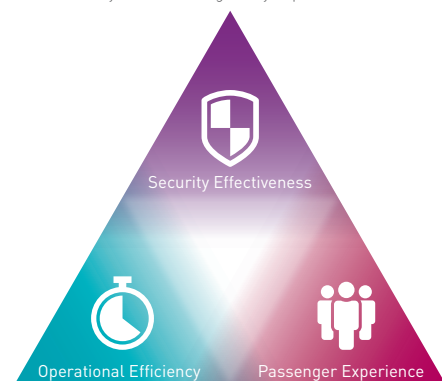 Security Effectiveness
Operational Efficiency
Passenger Experience